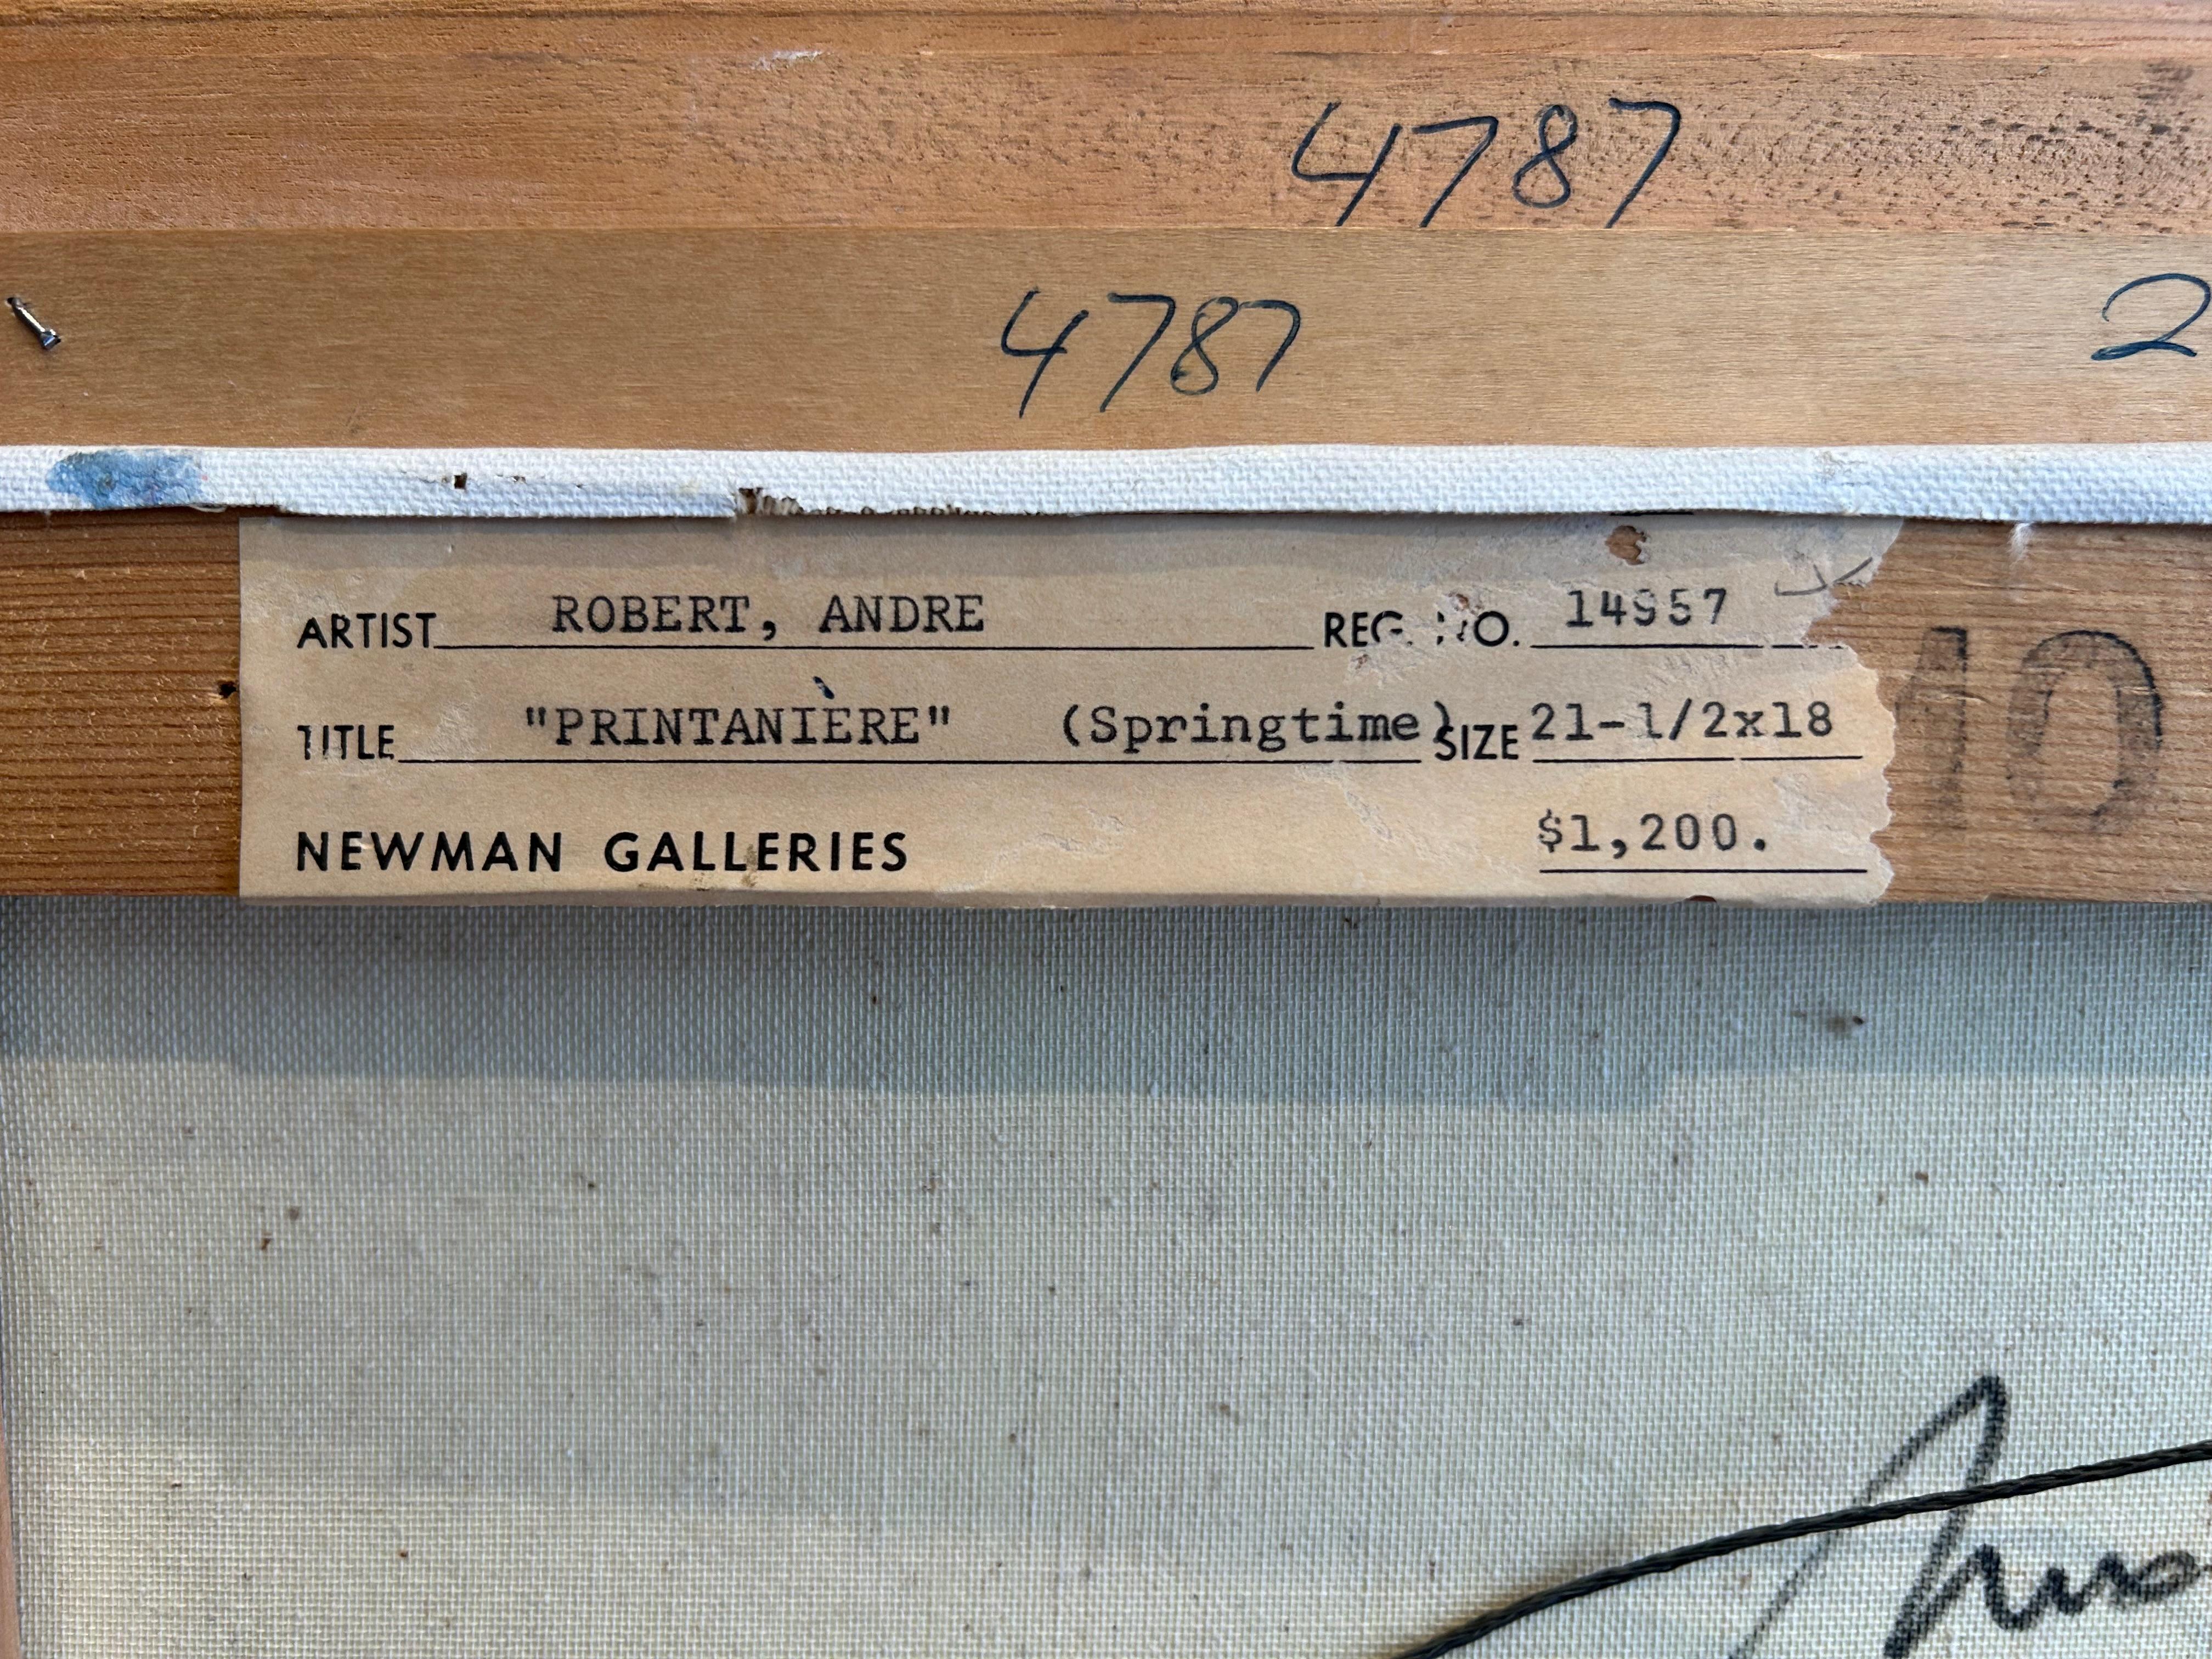 4787
4787 2
ARTIST ROBERT, ANDRE REG. NO. 14957
TITLE "PRINTANIÈRE" (Springtime) SIZE 21-1/2x18
10
NEWMAN GALLERIES $1,200.